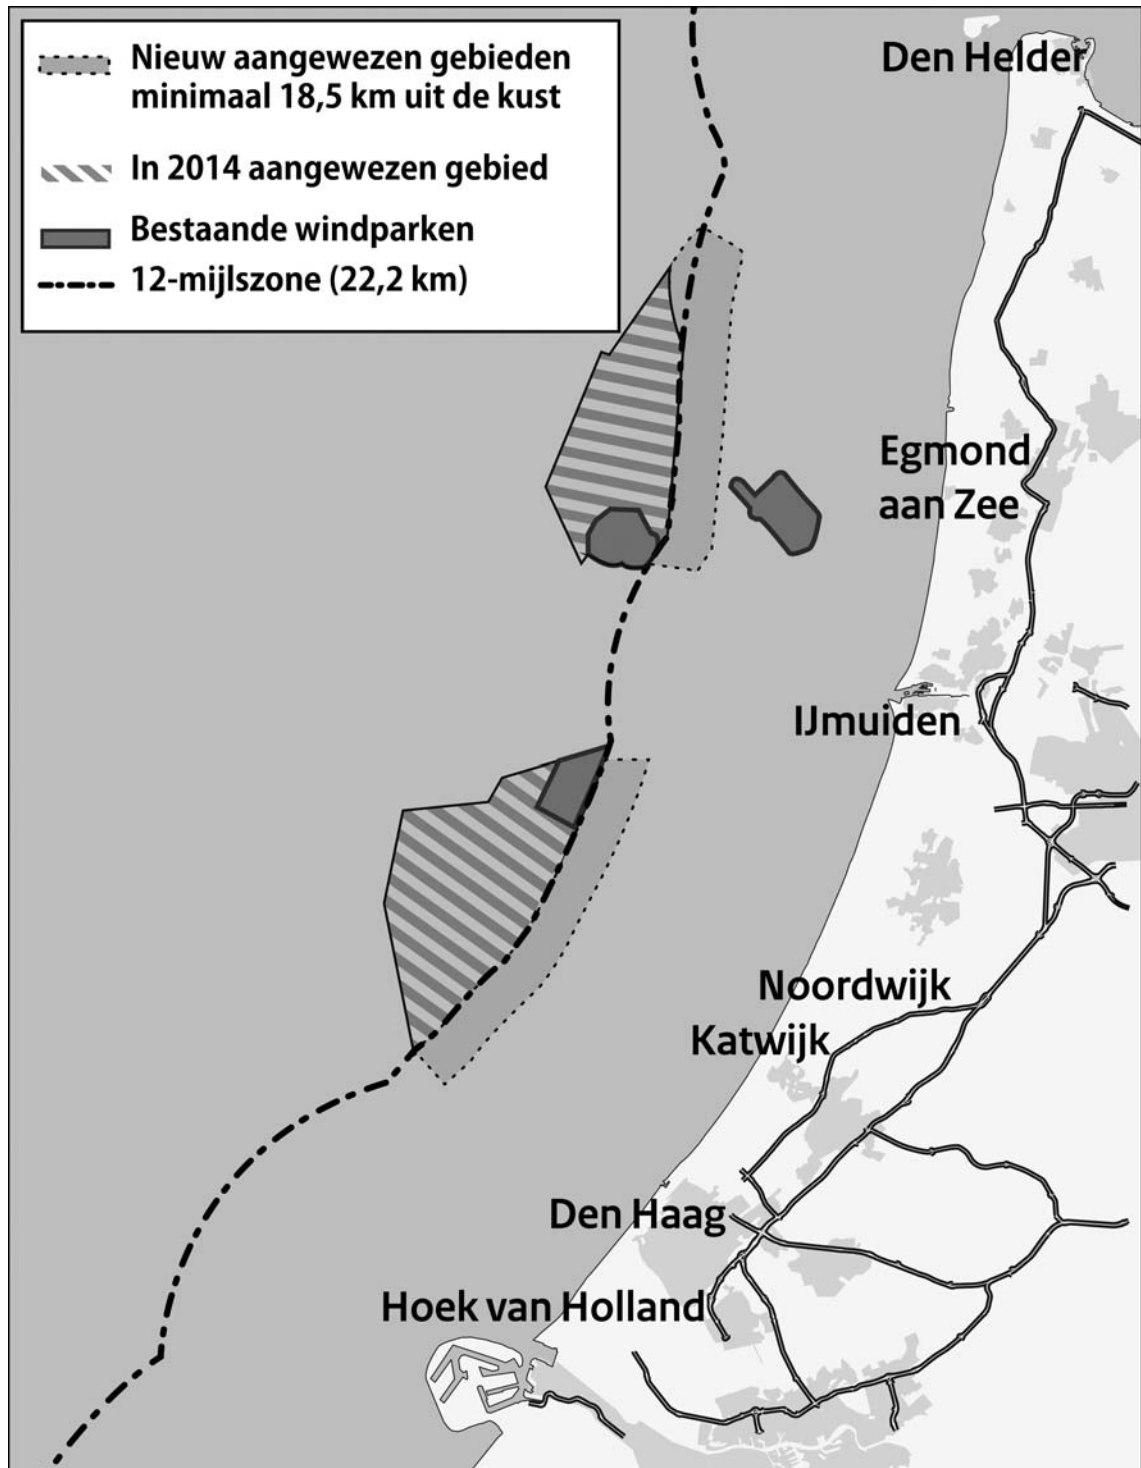 Nieuw aangewezen gebieden
minimaal 18,5 km uit de kust
In 2014 aangewezen gebied
Bestaande windparken
12-mijlszone (22,2 km)
Den Helder
Egmond
aan Zee
IJmuiden
Noordwijk
Katwijk
Den Haag
Hoek van Holland